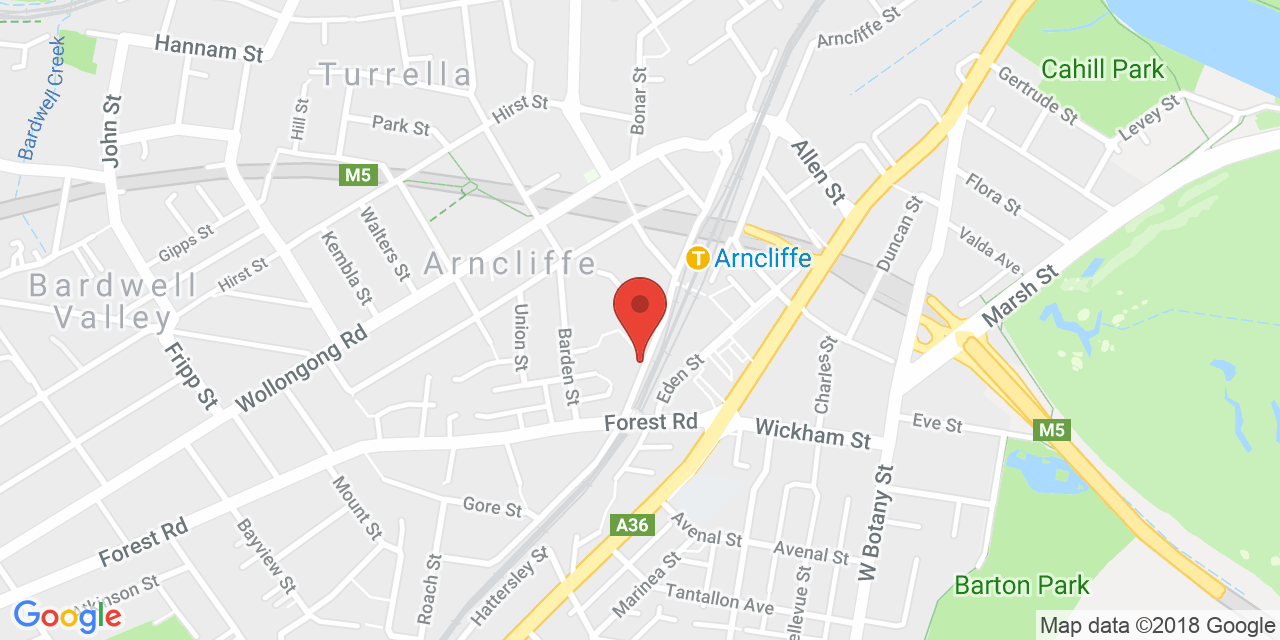 Arncliffe St
Hannam St
Cahill Park
Bardwell Creek
Turrella
Gertrude St
Hirst St
Bonar St
Levey St
Hill St
Park St
John St
Allen St
M5
Flora St
Duncan St
Walters St
Gipps St
Kembla St
Valda Ave
Arncliffe
T Arncliffe
Hirst St
Bardwell
Valley
Marsh St
Union St
Barden St
Wollongong Rd
Fripp St
Eden St
Charles St
Forest Rd
Wickham St
Eve St
M5
Mount St
Gore St
W Botany St
Forest Rd
Bayview St
A36
Avenal St
Avenal St
Roach St
Hattersley St
Marinea St
Tantallon Ave
ellevue St
Barton Park
Atkinson St
Google
Map data ©2018 Google